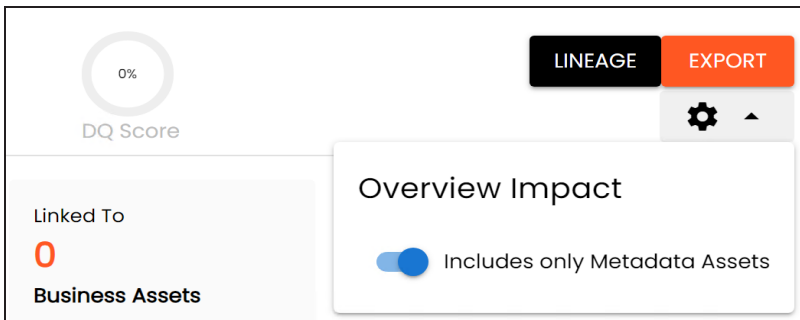 0%
DQ Score
LINEAGE
EXPORT
Overview Impact
Includes only Metadata Assets
Linked To
0
Business Assets